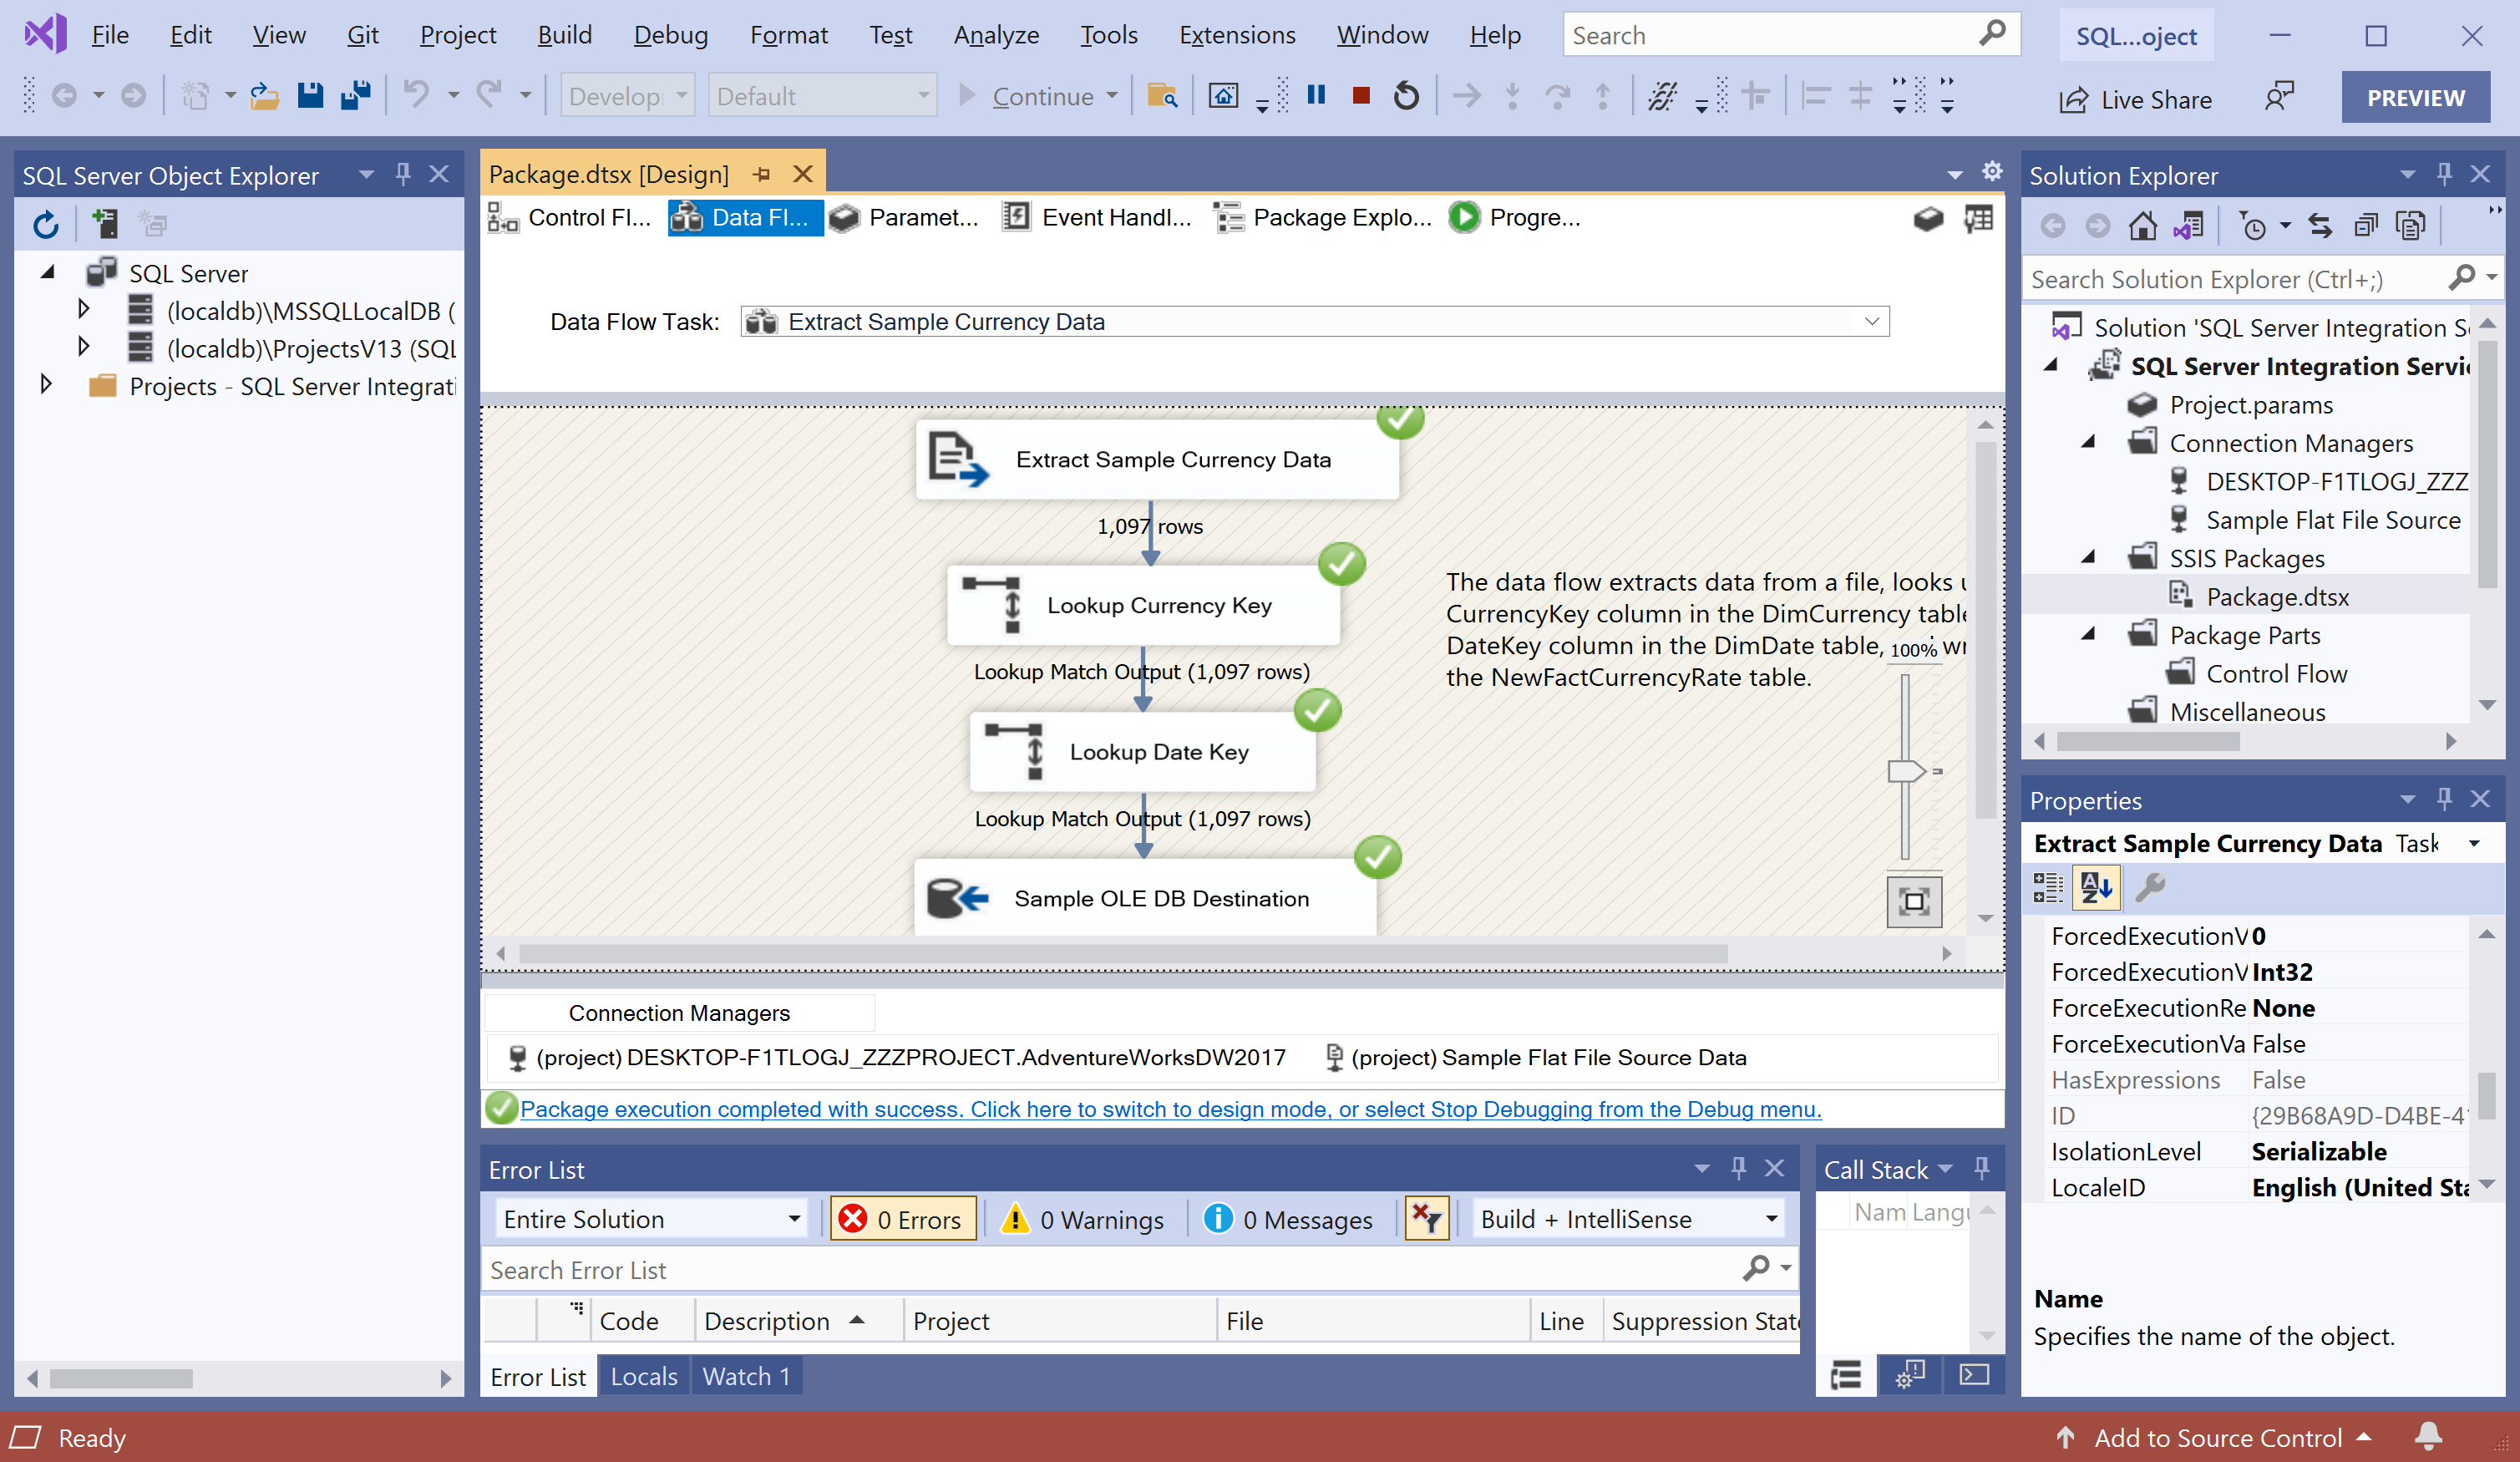 File Edit View Git Project Build Debug Format Test Analyze Tools Extensions Window Help Search SQL...oject
Develop Default Continue Live Share PREVIEW
SQL Server Object Explorer
SQL Server
(localdb)\MSSQLLocalDB (
(localdb)\ProjectsV13 (SQL
Projects - SQL Server Integrati
Package.dtsx [Design]
Control Fl... Data Fl... Paramet... Event Handl... Package Explo... Progre...
Data Flow Task: Extract Sample Currency Data
Extract Sample Currency Data
1,097 rows
Lookup Currency Key
Lookup Match Output (1,097 rows)
Lookup Date Key
Lookup Match Output (1,097 rows)
Sample OLE DB Destination
The data flow extracts data from a file, looks u
CurrencyKey column in the DimCurrency table
DateKey column in the DimDate table, wr
the NewFactCurrencyRate table.
100%
Connection Managers
(project) DESKTOP-F1TLOGJ_ZZZPROJECT.AdventureWorksDW2017 (project) Sample Flat File Source Data
Package execution completed with success. Click here to switch to design mode, or select Stop Debugging from the Debug menu.
Error List
Entire Solution 0 Errors 0 Warnings 0 Messages Build + IntelliSense
Search Error List
Code Description Project File Line Suppression State
Error List Locals Watch 1
Call Stack
Nam Langu
Solution Explorer
Search Solution Explorer (Ctrl+;)
Solution 'SQL Server Integration Se
SQL Server Integration Servi
Project.params
Connection Managers
DESKTOP-F1TLOGJ_ZZZ
Sample Flat File Source
SSIS Packages
Package.dtsx
Package Parts
Control Flow
Miscellaneous
Properties
Extract Sample Currency Data Task
ForcedExecutionV 0
ForcedExecutionV Int32
ForceExecutionRe None
ForceExecutionVa False
HasExpressions False
ID {29B68A9D-D4BE-41
IsolationLevel Serializable
LocaleID English (United Sta
Name
Specifies the name of the object.
Ready Add to Source Control